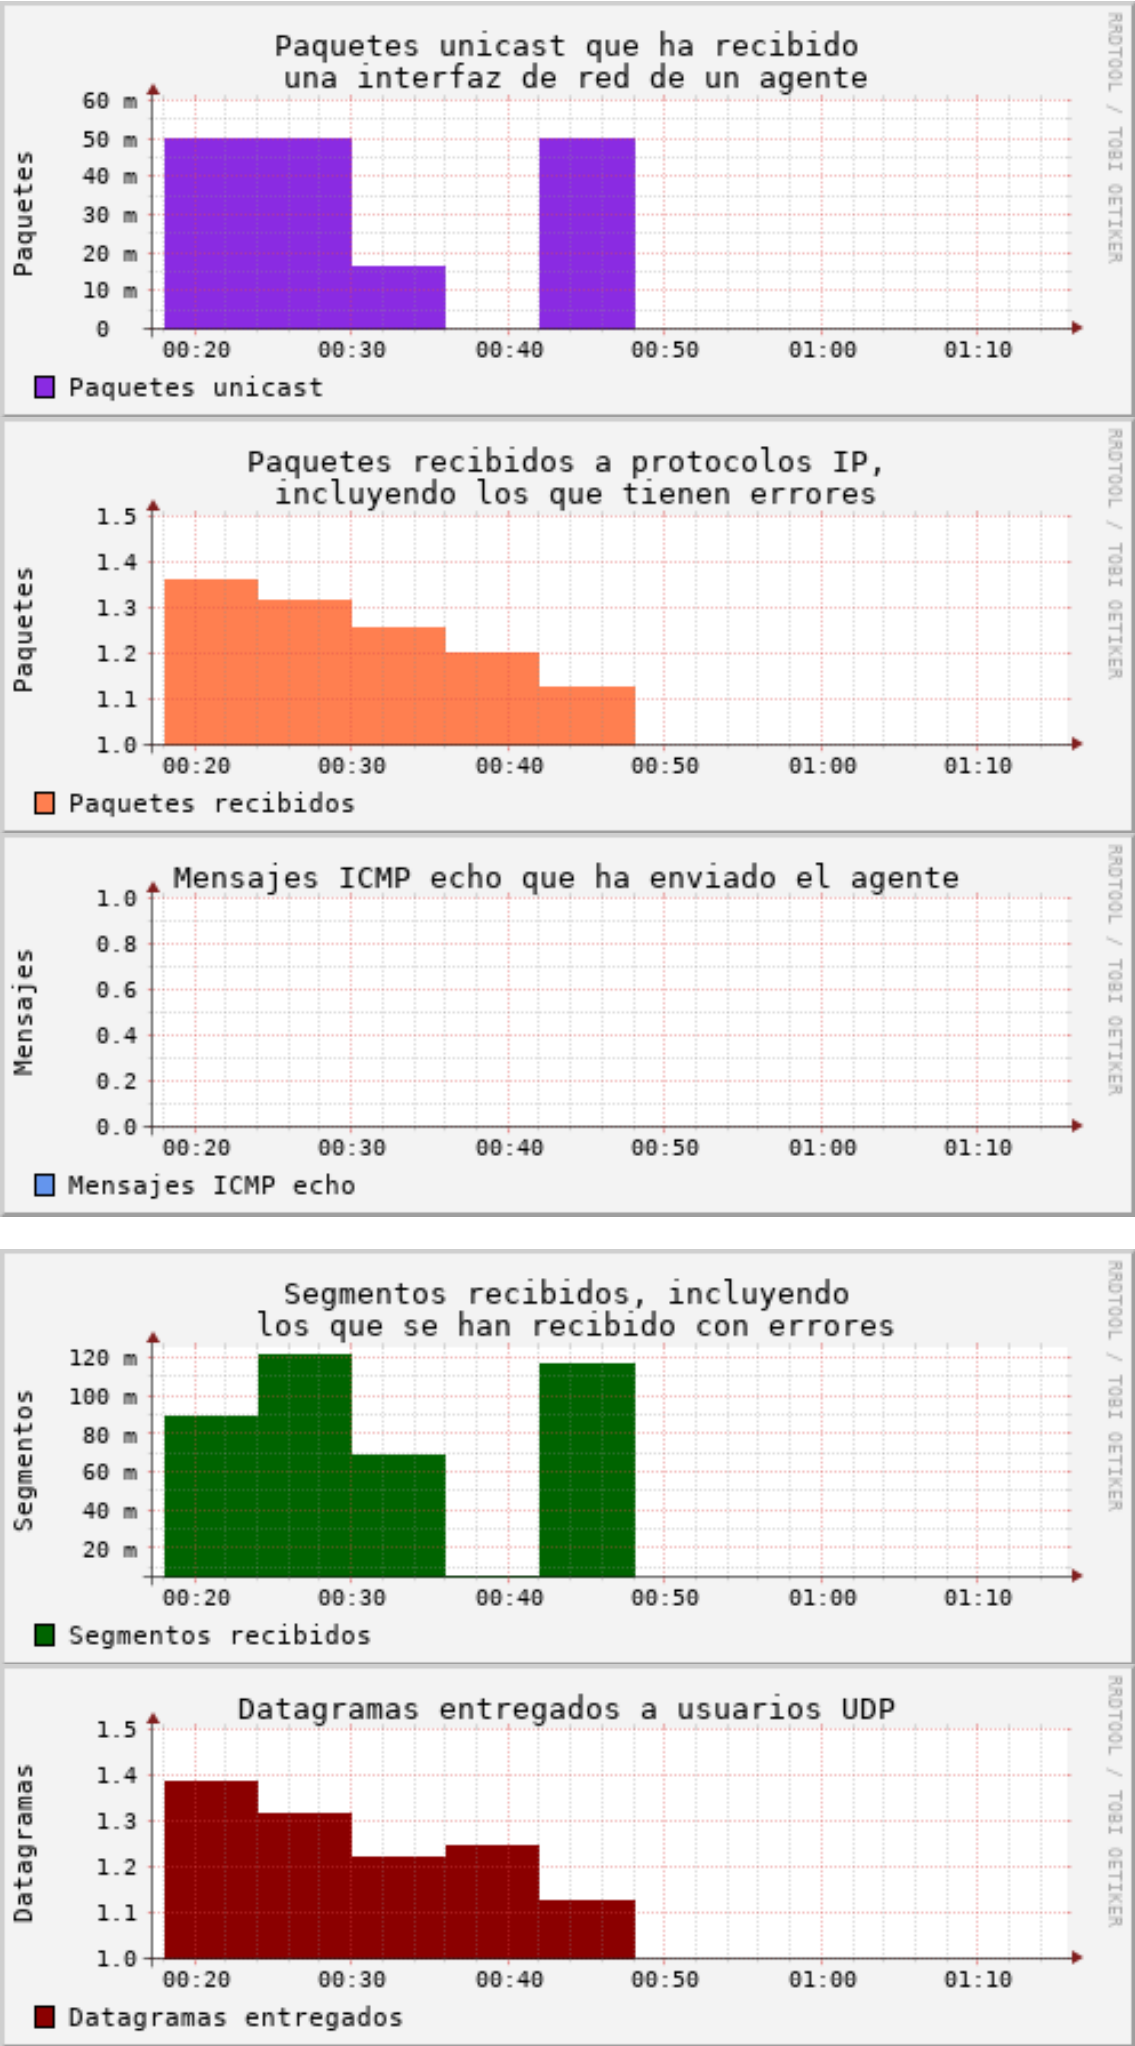 Paquetes unicast que ha recibido
una interfaz de red de un agente
RRDTOOL / TOBI OETIKER
Paquetes
60 m
50 m
40 m
30 m
20 m
10 m
0
00:20 00:30 00:40 00:50 01:00 01:10
Paquetes unicast
Paquetes recibidos a protocolos IP,
incluyendo los que tienen errores
RRDTOOL / TOBI OETIKER
Paquetes
1.5
1.4
1.3
1.2
1.1
1.0
00:20 00:30 00:40 00:50 01:00 01:10
Paquetes recibidos
Mensajes ICMP echo que ha enviado el agente
RRDTOOL / TOBI OETIKER
Mensajes
1.0
0.8
0.6
0.4
0.2
0.0
00:20 00:30 00:40 00:50 01:00 01:10
Mensajes ICMP echo
Segmentos recibidos, incluyendo
los que se han recibido con errores
RRDTOOL / TOBI OETIKER
Segmentos
120 m
100 m
80 m
60 m
40 m
20 m
00:20 00:30 00:40 00:50 01:00 01:10
Segmentos recibidos
Datagramas entregados a usuarios UDP
RRDTOOL / TOBI OETIKER
Datagramas
1.5
1.4
1.3
1.2
1.1
1.0
00:20 00:30 00:40 00:50 01:00 01:10
Datagramas entregados